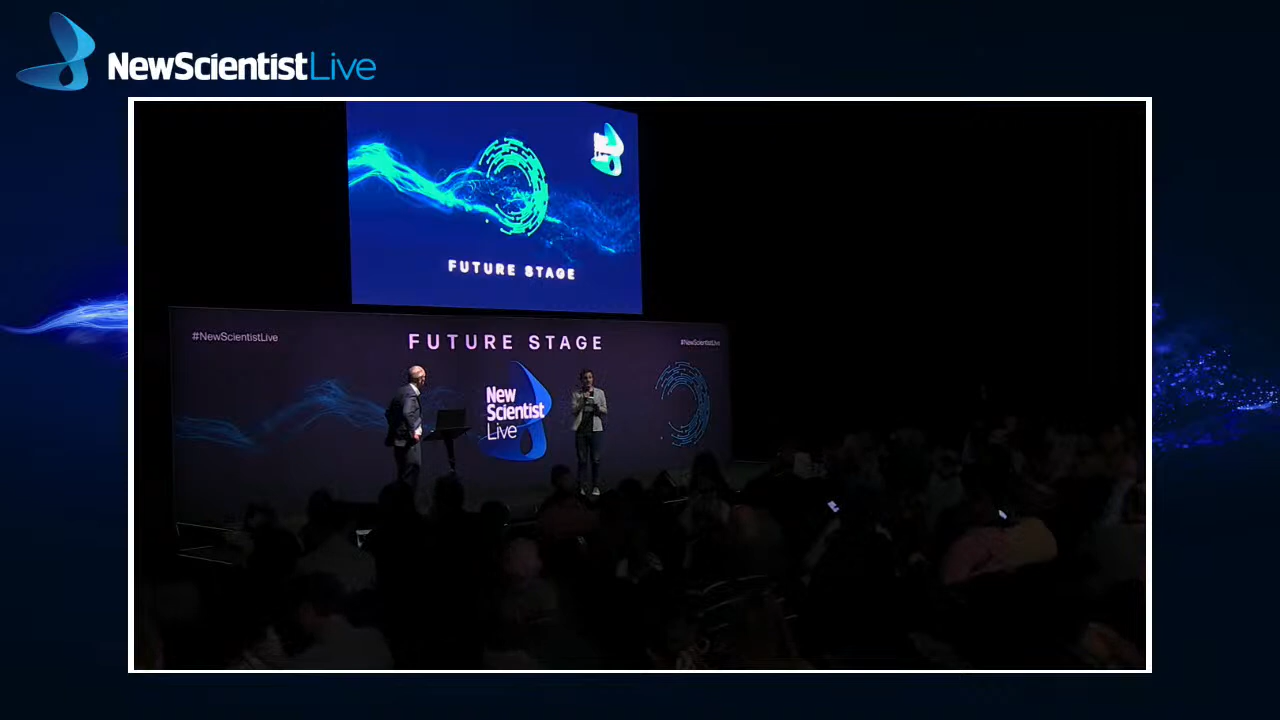 NewScientistLive
FUTURE STAGE
#NewScientistLive
FUTURE STAGE
#NewScientistLive
New
Scientist
Live